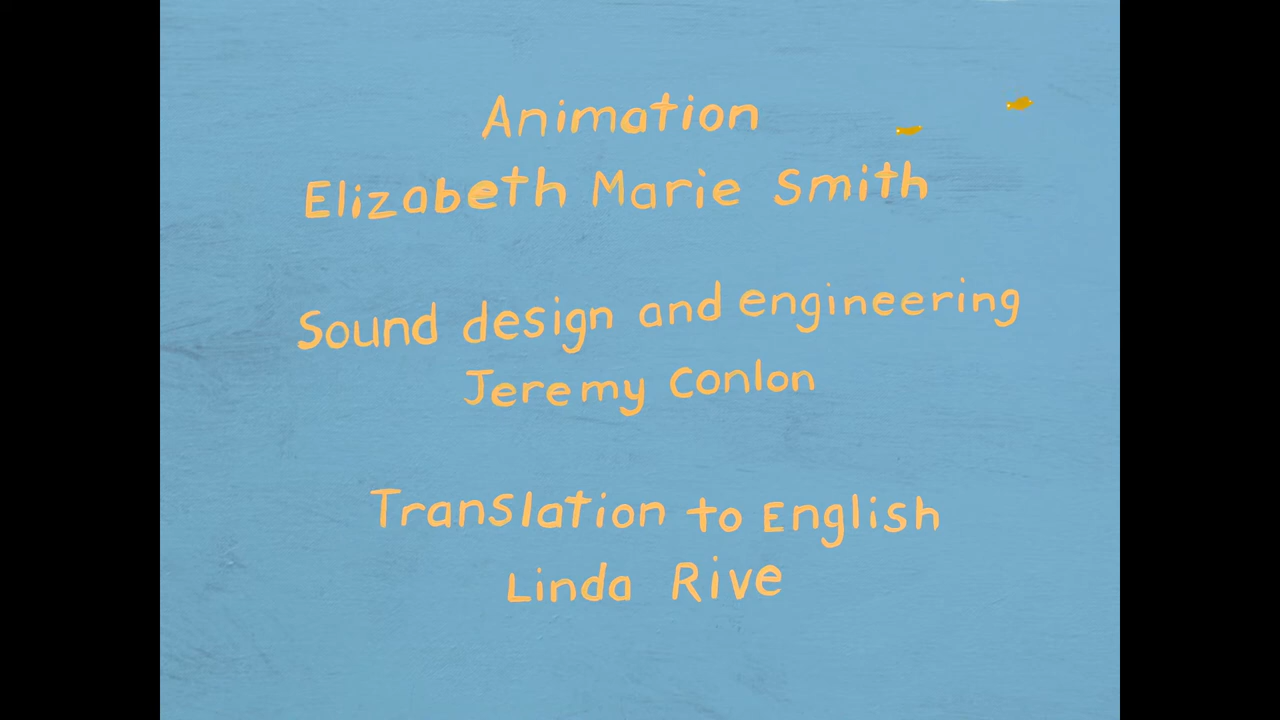 Animation
Elizabeth Marie Smith
Sound design and engineering
Jeremy Conlon
Translation to English
Linda Rive